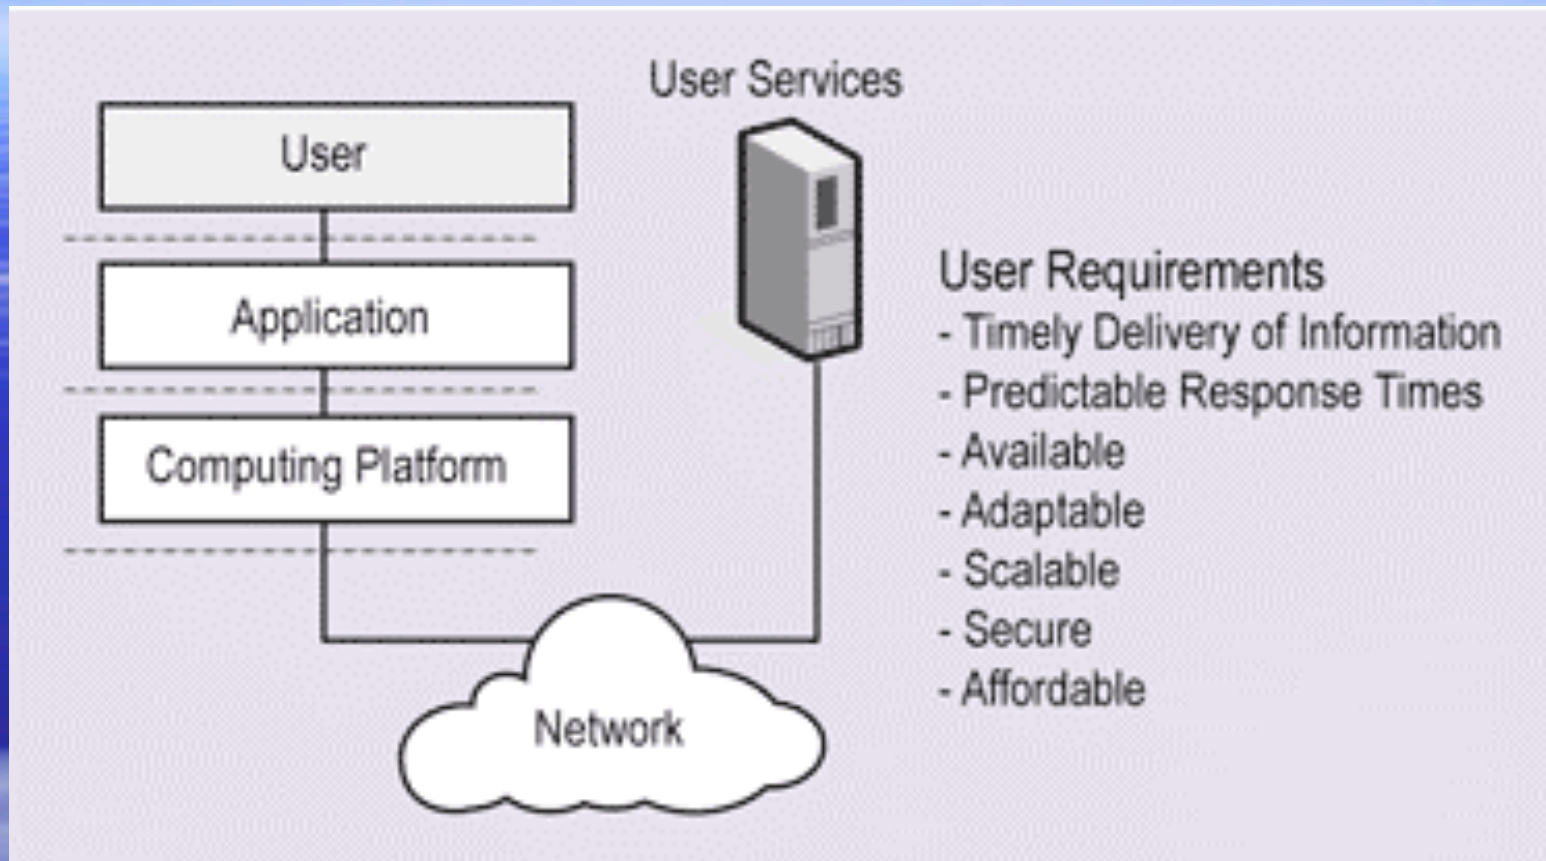 User Services
User
Application
Computing Platform
Network
User Requirements
- Timely Delivery of Information
- Predictable Response Times
- Available
- Adaptable
- Scalable
- Secure
- Affordable